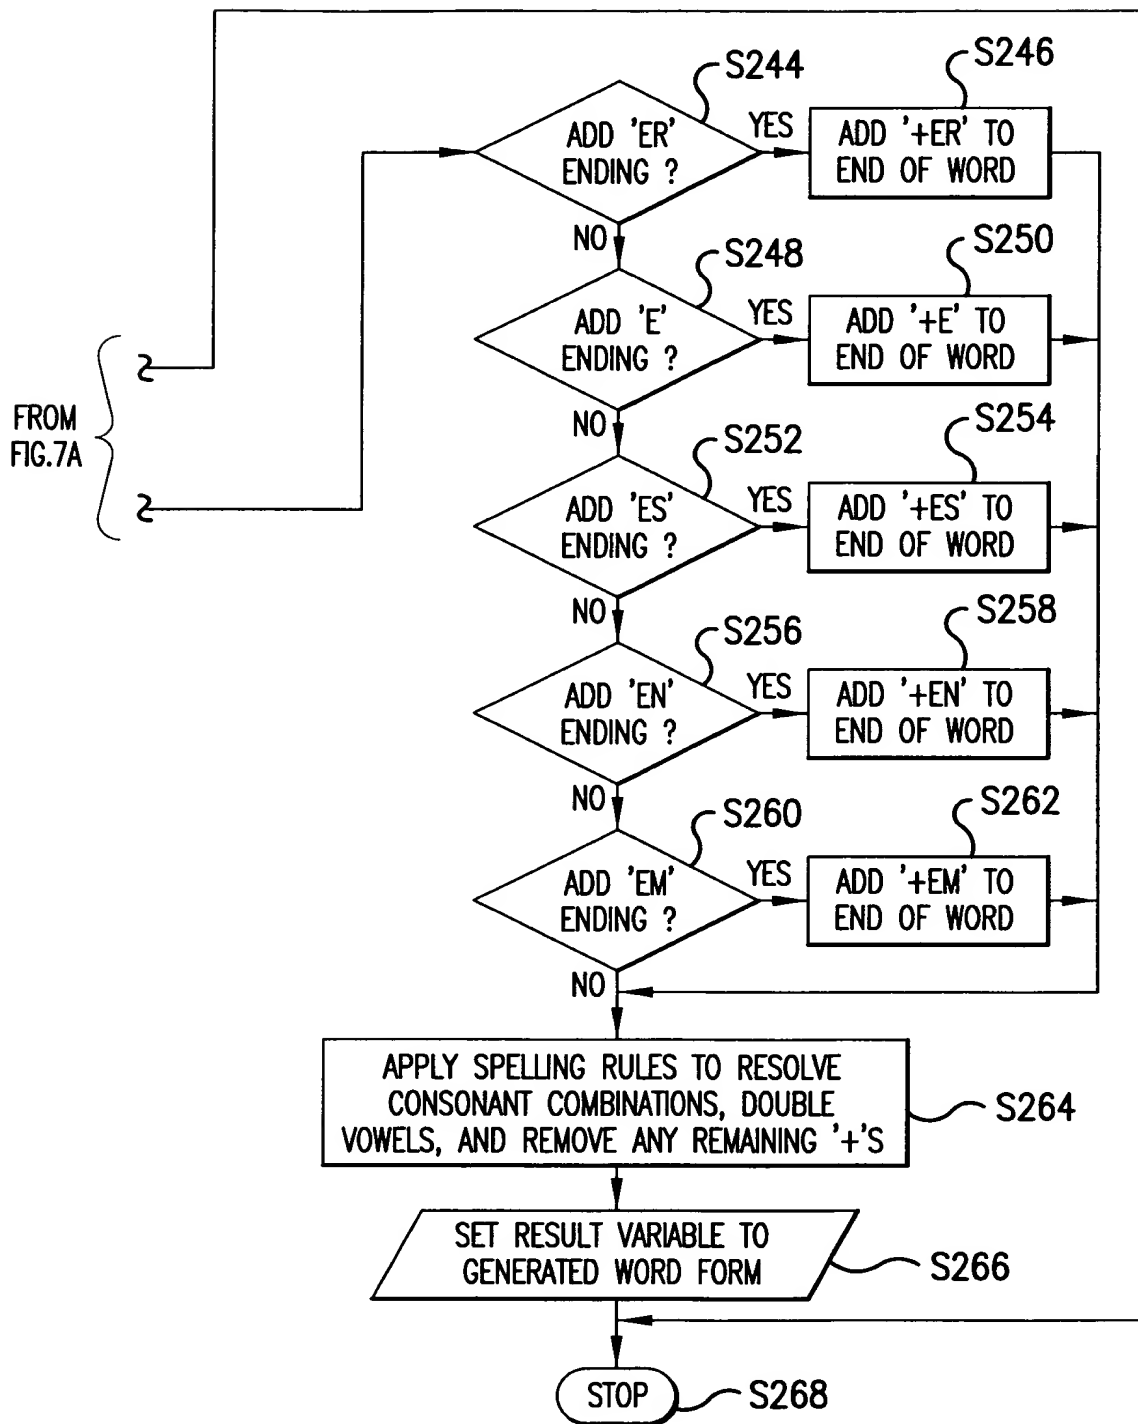 S244
S246
ADD 'ER'
ENDING ?
YES
ADD '+ER' TO
END OF WORD
NO
S248
S250
ADD 'E'
ENDING ?
YES
ADD '+E' TO
END OF WORD
FROM
FIG.7A
NO
S252
S254
ADD 'ES'
ENDING ?
YES
ADD '+ES' TO
END OF WORD
NO
S256
S258
ADD 'EN'
ENDING ?
YES
ADD '+EN' TO
END OF WORD
NO
S260
S262
ADD 'EM'
ENDING ?
YES
ADD '+EM' TO
END OF WORD
NO
APPLY SPELLING RULES TO RESOLVE
CONSONANT COMBINATIONS, DOUBLE
VOWELS, AND REMOVE ANY REMAINING '+'S
S264
SET RESULT VARIABLE TO
GENERATED WORD FORM
S266
STOP
S268